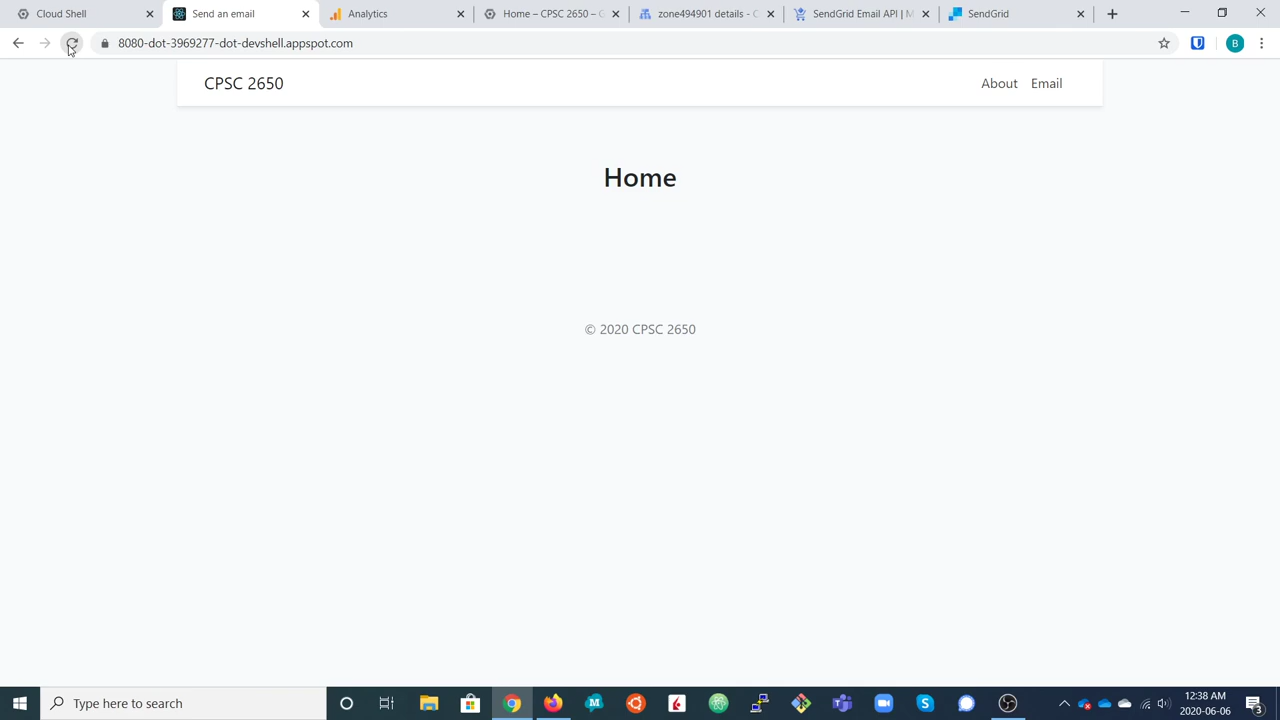 Cloud Shell
Send an email
Analytics
Home – CPSC 2650 – G
zone494901 details - C
SendGrid Email API | M
SendGrid
8080-dot-3969277-dot-devshell.appspot.com
B
CPSC 2650
About
Email
Home
© 2020 CPSC 2650
Type here to search
12:38 AM
2020-06-06
3